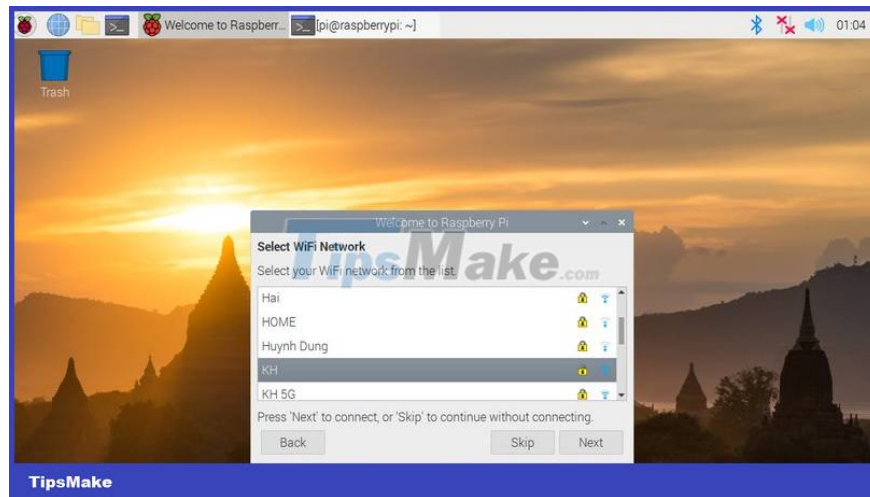 Welcome to Raspberr... [pi@raspberrypi: ~] 01:04
Trash
Welcome to Raspberry Pi
TipsMake.com
Select WiFi Network
Select your WiFi network from the list.
Hai
HOME
Huynh Dung
KH
KH 5G
Press 'Next' to connect, or 'Skip' to continue without connecting.
Back Skip Next
TipsMake